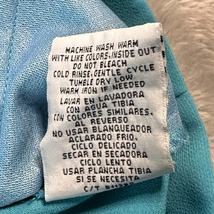 MACHINE WASH WARM
WITH LIKE COLORS, INSIDE OUT
DO NOT BLEACH
COLD RINSE, GENTLE CYCLE
TUMBLE DRY LOW
WARM IRON IF NEEDED
LAVAR EN LAVADORA
CON AGUA TIBIA
CON COLORES SIMILARES,
AL REVERSO
NO USAR BLANQUEADOR
ACLARADO FRIO.
CICLO DELICADO
SECAR EN SECADORA
CICLO LENTO
USAR PLANCHA TIBIA
SI SE NECESITA